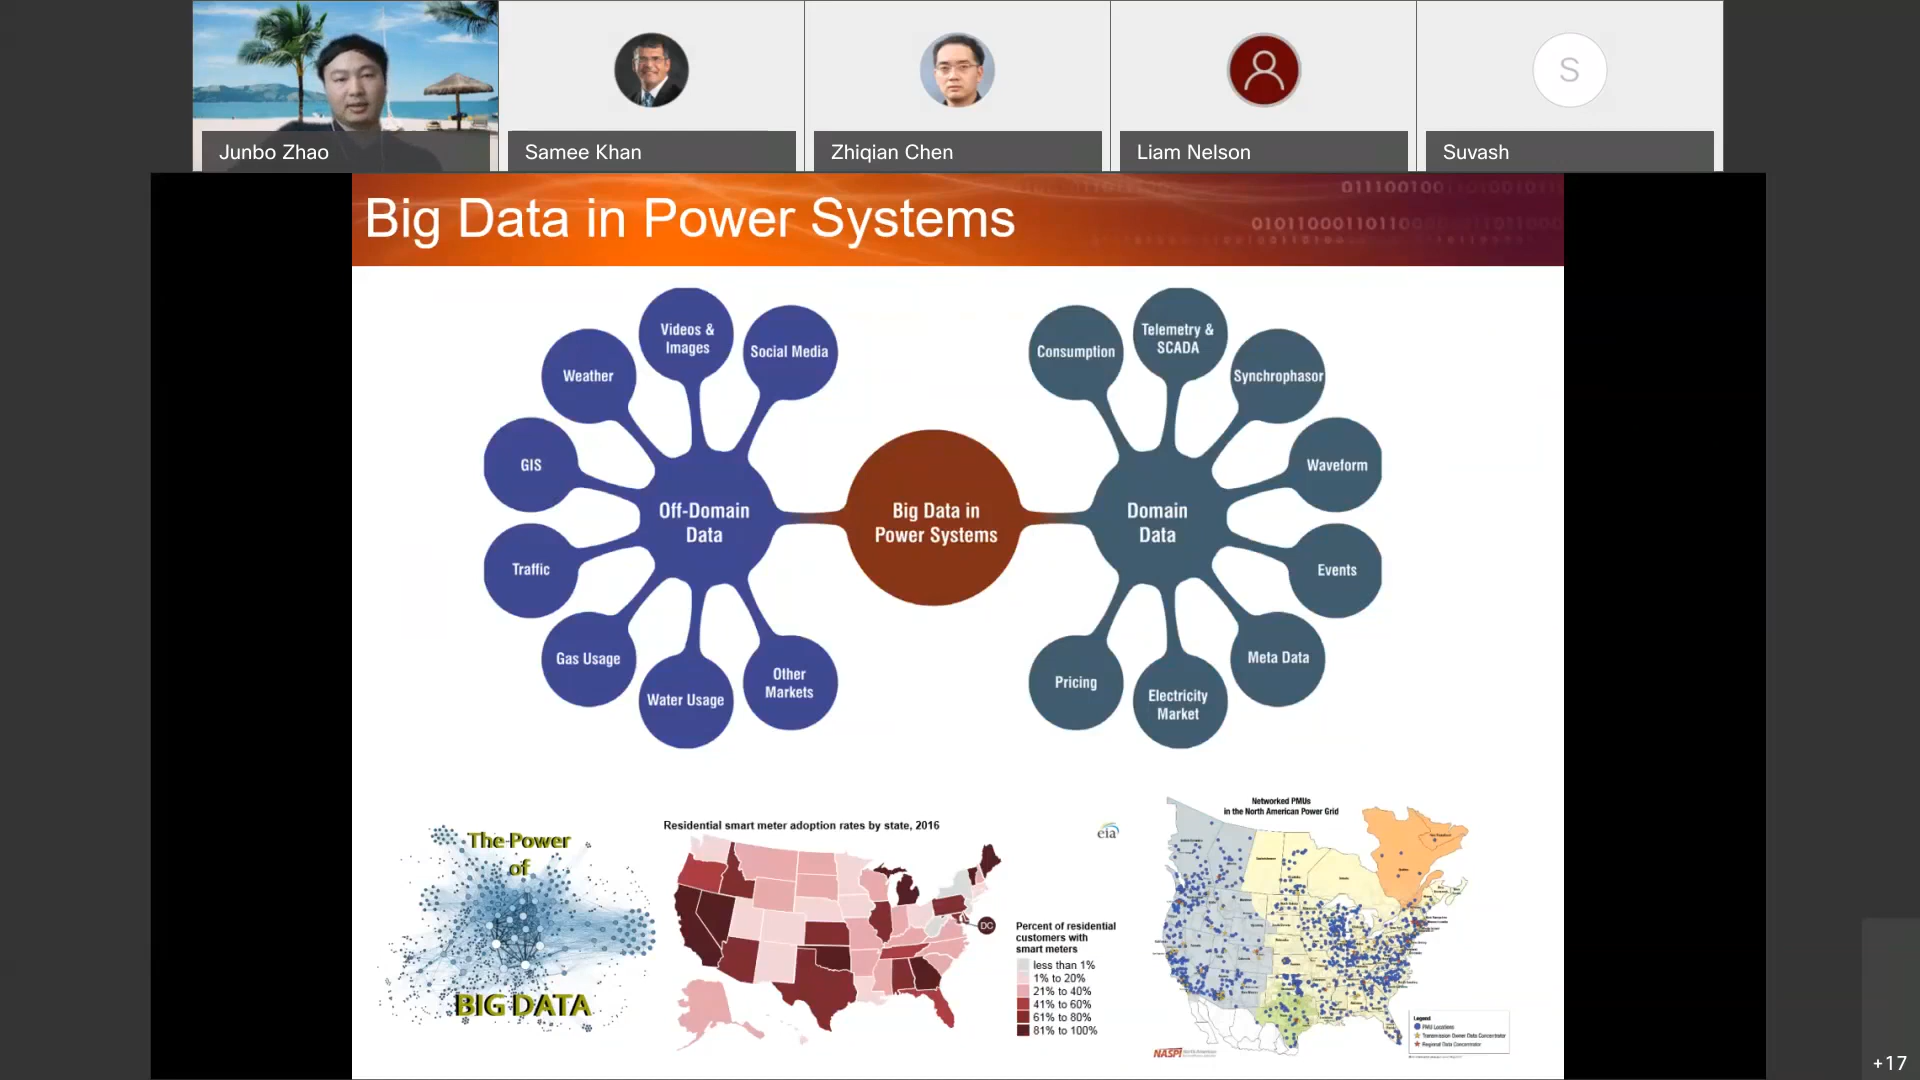 Junbo Zhao
Samee Khan
Zhiqian Chen
Liam Nelson
S
Suvash
Big Data in Power Systems
Videos &
Images
Social Media
Weather
GIS
Traffic
Gas Usage
Water Usage
Other
Markets
Off-Domain
Data
Big Data in
Power Systems
Domain
Data
Consumption
Telemetry &
SCADA
Synchrophasor
Waveform
Events
Meta Data
Electricity
Market
Pricing
The Power
of
BIG DATA
Residential smart meter adoption rates by state, 2016
eia
DC
Percent of residential
customers with
smart meters
less than 1%
1% to 20%
21% to 40%
41% to 60%
61% to 80%
81% to 100%
Networked PMUs
in the North American Power Grid
Legend
PMU Locations
Transmission Owner Data Concentrator
Regional Data Concentrator
NASPI
+17